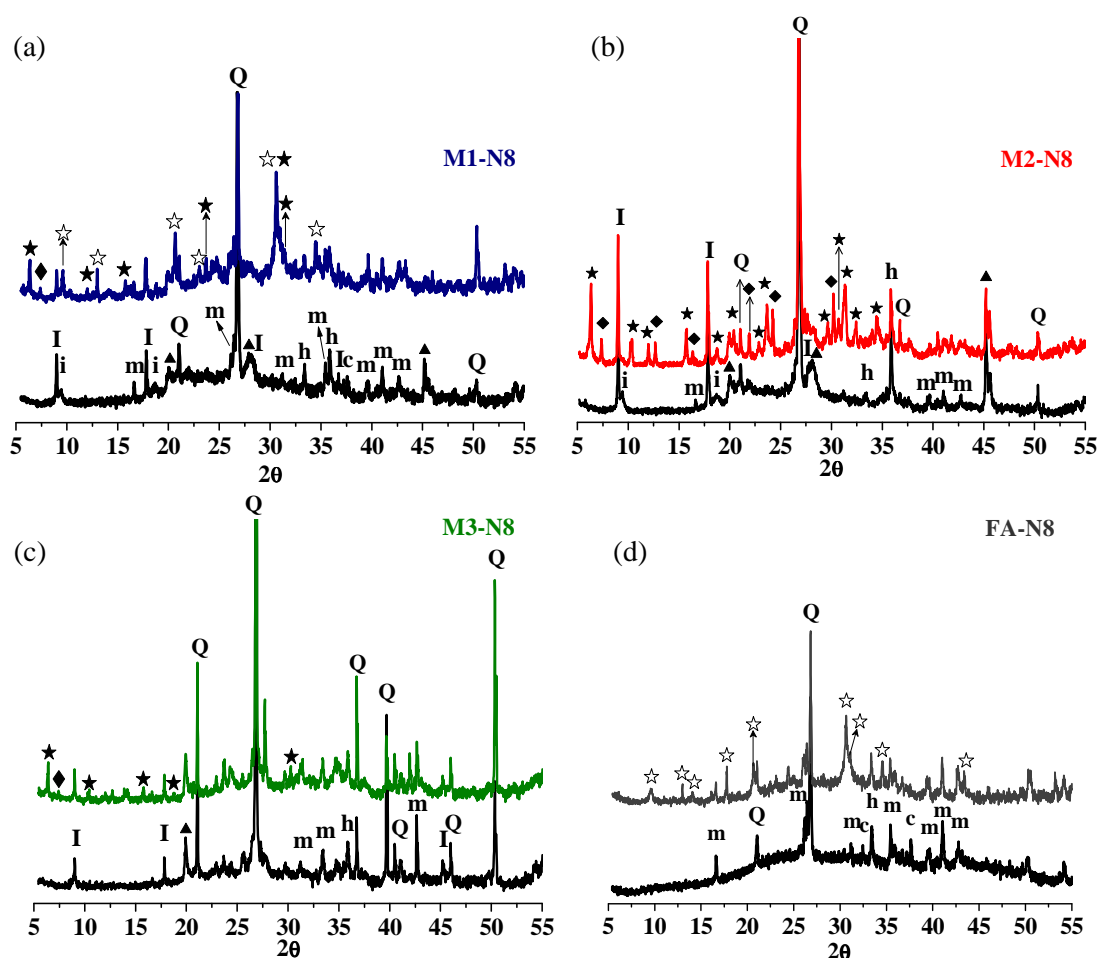 (a)
Q
M1-N8
I i m I i Q m I m m h I c m m m Q
5 10 15 20 25 30 35 40 45 50 55
2θ
(b)
Q
M2-N8
I I Q h Q
I i m i I h m m m Q
5 10 15 20 25 30 35 40 45 50 55
2θ
(c)
Q
M3-N8
Q Q Q Q
I I m m h Q m I Q
5 10 15 20 25 30 35 40 45 50 55
2θ
(d)
FA-N8
Q
m Q m m c h m c m m m
5 10 15 20 25 30 35 40 45 50 55
2θ